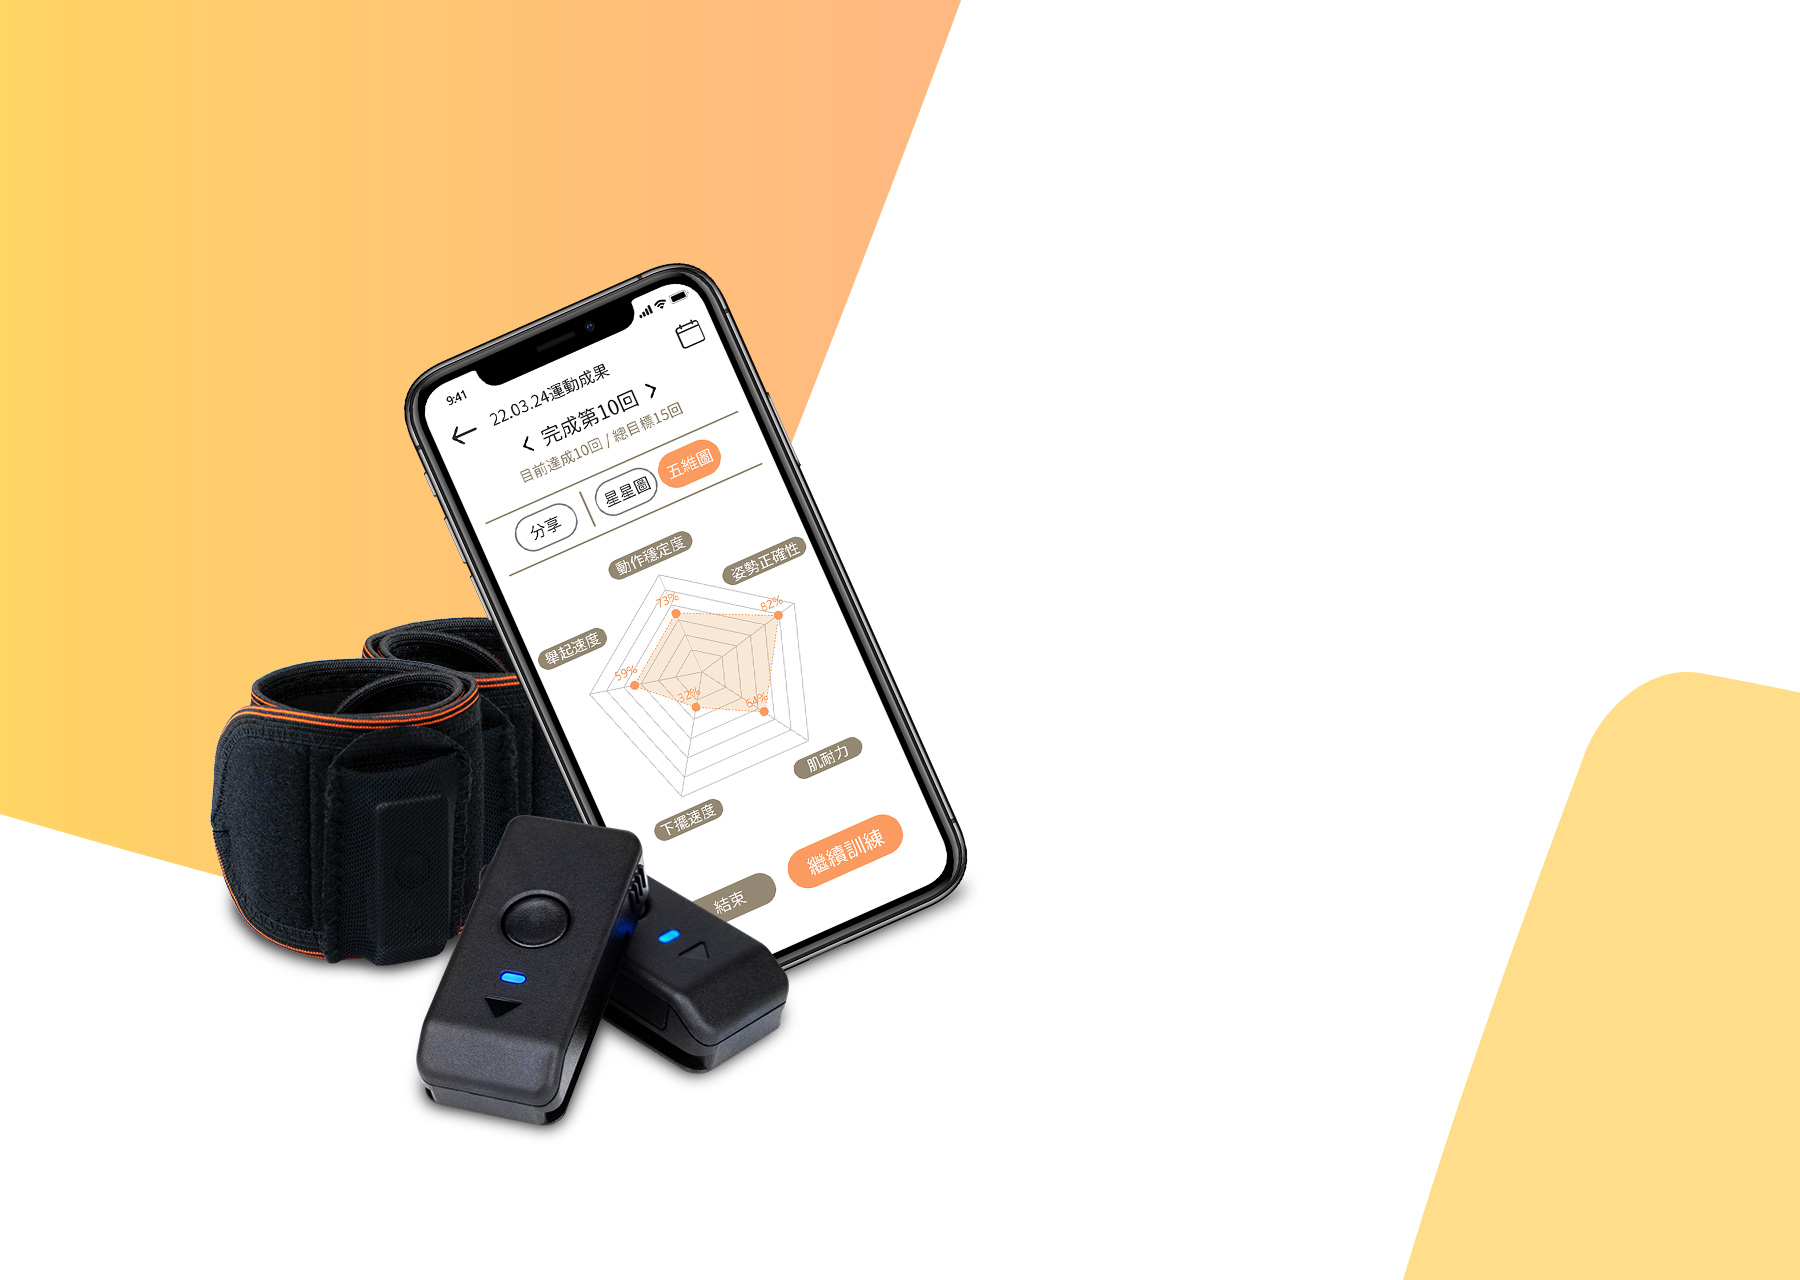 9:41
22.03.24運動成果
完成第10回
目前達成10回 / 總目標15回
分享
星星圖
五維圖
動作穩定度
姿勢正確性
73%
82%
舉起速度
59%
32%
64%
肌耐力
下擺速度
繼續訓練
結束